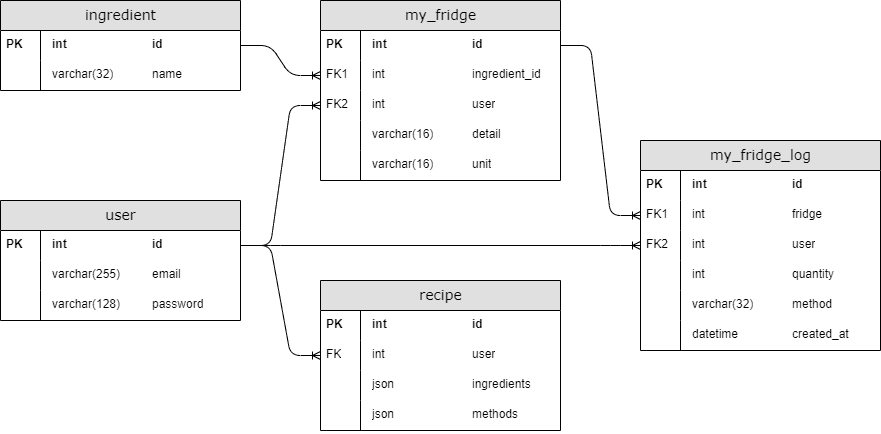 ingredient
PK int id
varchar(32) name
my_fridge
PK int id
FK1 int ingredient_id
FK2 int user
varchar(16) detail
varchar(16) unit
my_fridge_log
PK int id
FK1 int fridge
FK2 int user
int quantity
varchar(32) method
datetime created_at
user
PK int id
varchar(255) email
varchar(128) password
recipe
PK int id
FK int user
json ingredients
json methods